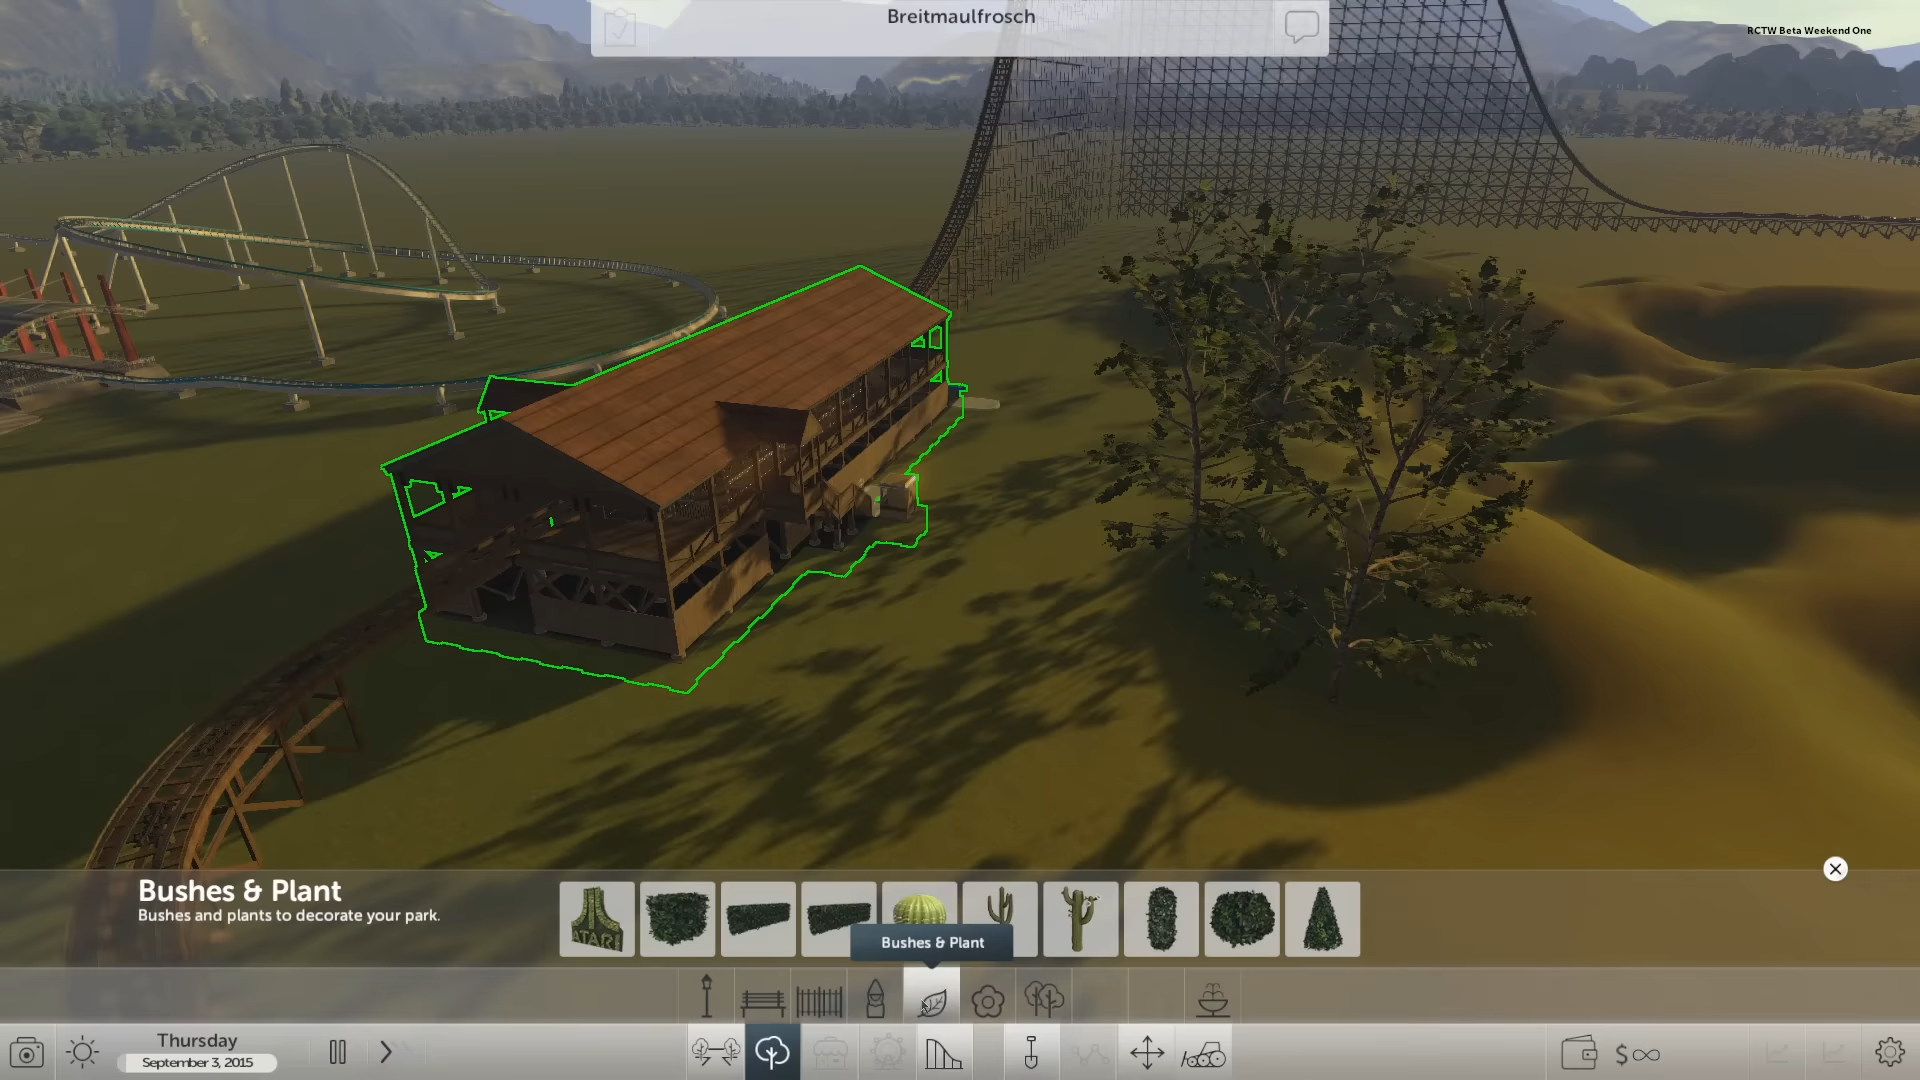 Breitmaulfrosch
RCTW Beta Weekend One
Bushes & Plant
Bushes and plants to decorate your park.
ATARI
Bushes & Plant
Thursday
September 3, 2015
$∞